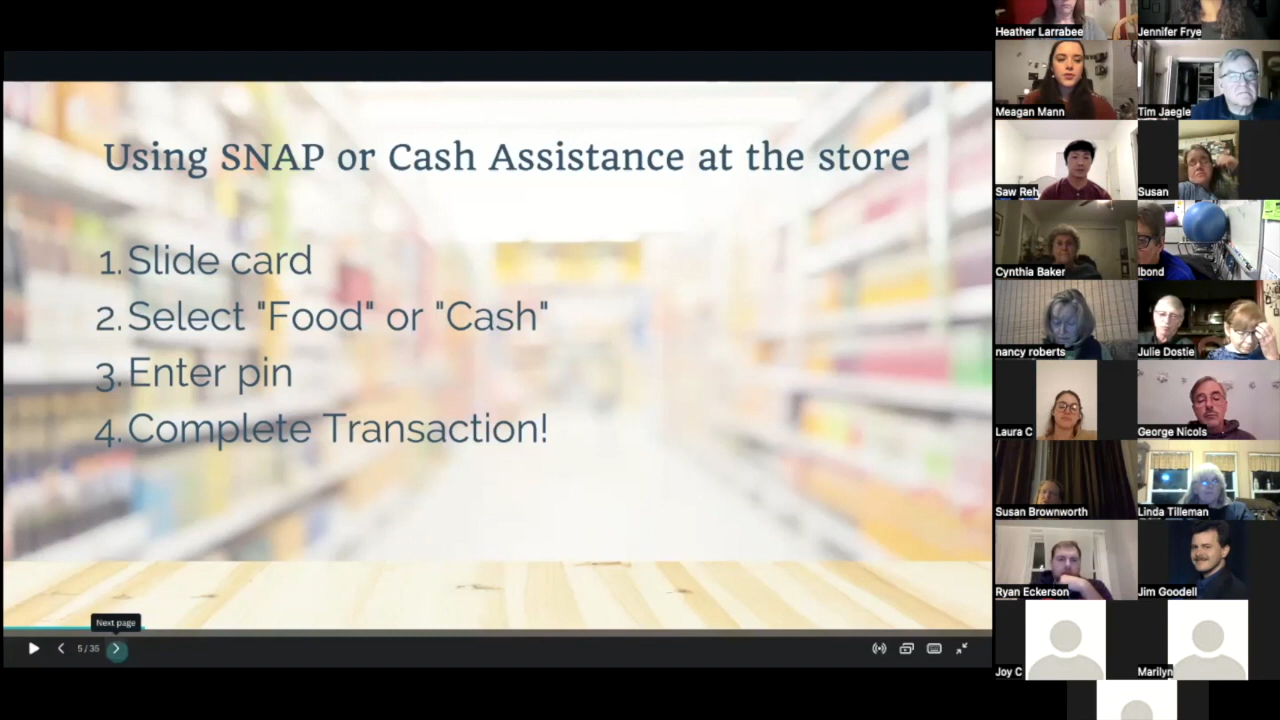 Using SNAP or Cash Assistance at the store
1. Slide card
2. Select "Food" or "Cash"
3. Enter pin
4. Complete Transaction!
Next page
5 / 35
Heather Larrabee
Jennifer Frye
Meagan Mann
Tim Jaegle
Saw Reh
Susan
Cynthia Baker
lbond
nancy roberts
Julie Dostie
Laura C
George Nicols
Susan Brownworth
Linda Tilleman
Ryan Eckerson
Jim Goodell
Joy C
Marilyn